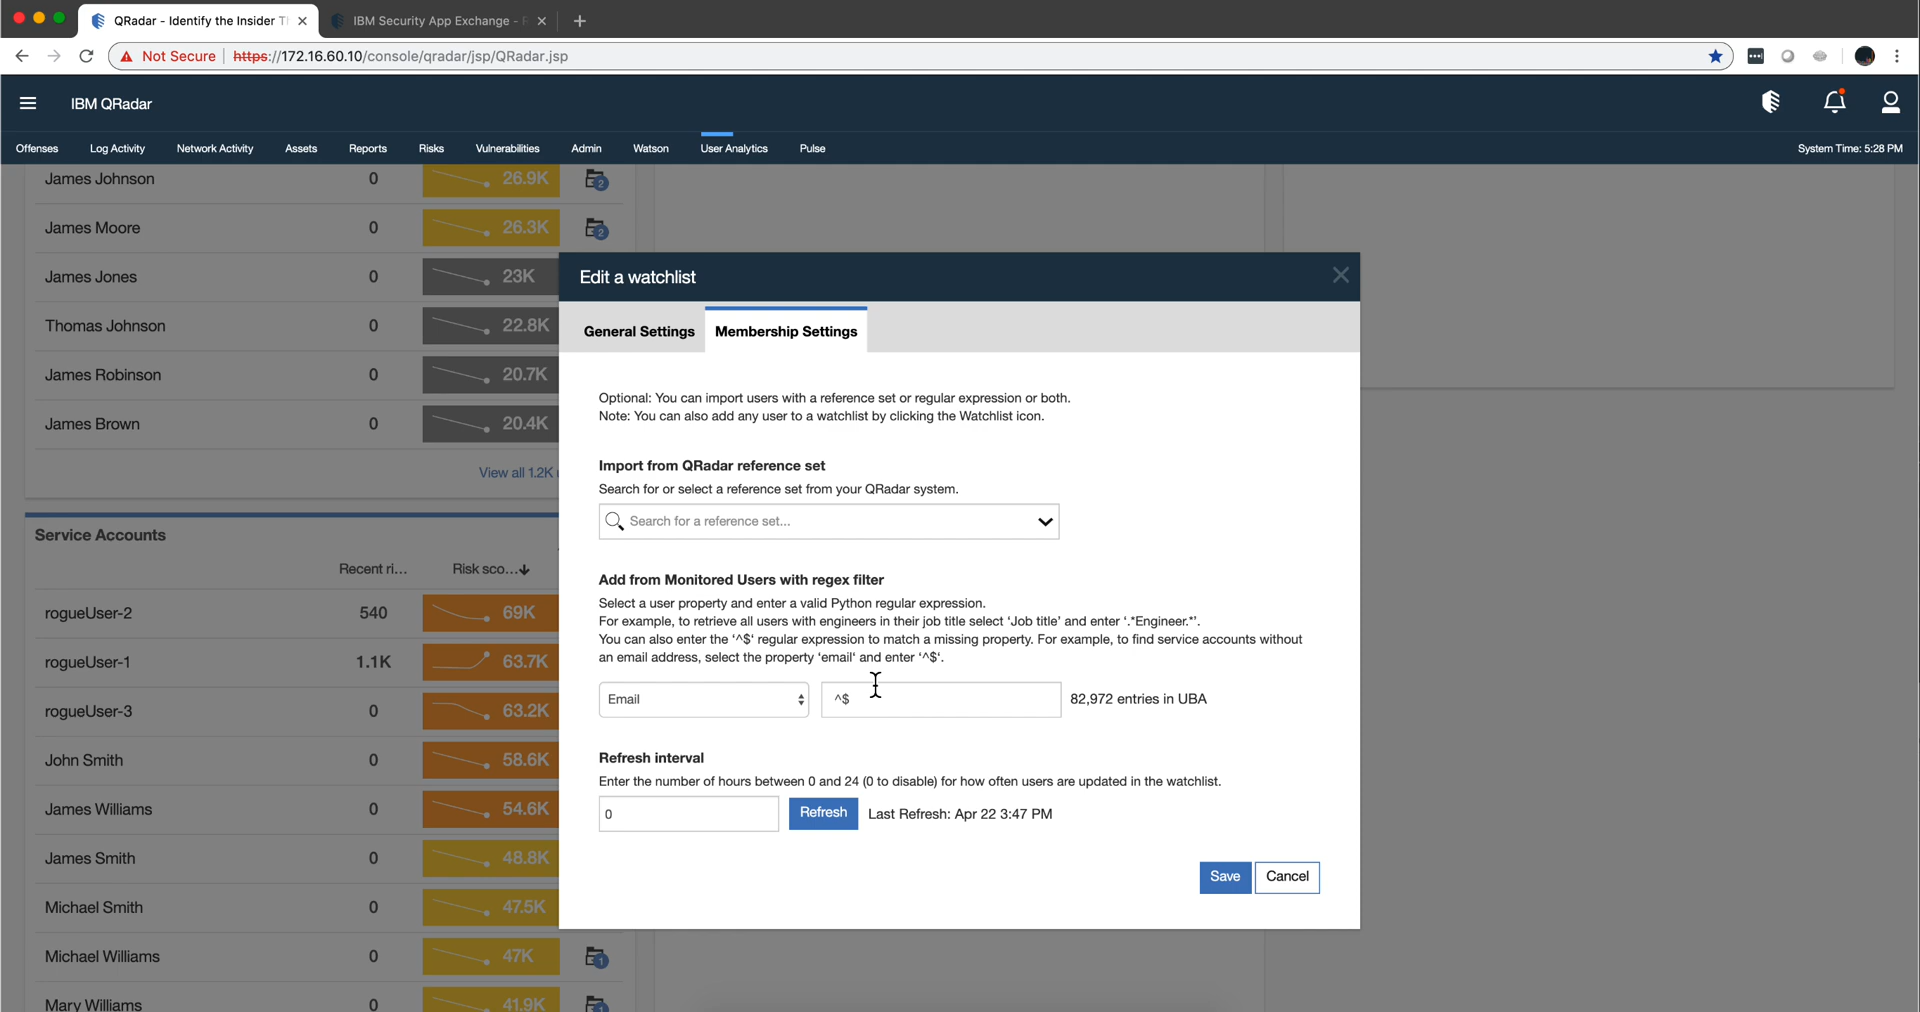 QRadar - Identify the Insider T
IBM Security App Exchange -
Not Secure https://172.16.60.10/console/qradar/jsp/QRadar.jsp
IBM QRadar
Offenses Log Activity Network Activity Assets Reports Risks Vulnerabilities Admin Watson User Analytics Pulse System Time: 5:28 PM
James Johnson 0 26.9K 2
James Moore 0 26.3K 2
James Jones 0 23K
Thomas Johnson 0 22.8K
James Robinson 0 20.7K
James Brown 0 20.4K
View all 1.2K
Service Accounts
Recent ri... Risk sco...
rogueUser-2 540 69K
rogueUser-1 1.1K 63.7K
rogueUser-3 0 63.2K
John Smith 0 58.6K
James Williams 0 54.6K
James Smith 0 48.8K
Michael Smith 0 47.5K
Michael Williams 0 47K 1
Mary Williams 0 41.9K
Edit a watchlist
General Settings Membership Settings
Optional: You can import users with a reference set or regular expression or both.
Note: You can also add any user to a watchlist by clicking the Watchlist icon.
Import from QRadar reference set
Search for or select a reference set from your QRadar system.
Search for a reference set...
Add from Monitored Users with regex filter
Select a user property and enter a valid Python regular expression.
For example, to retrieve all users with engineers in their job title select ‘Job title’ and enter ‘.*Engineer.*’.
You can also enter the ‘^$‘ regular expression to match a missing property. For example, to find service accounts without
an email address, select the property ‘email‘ and enter ‘^$‘.
Email ^$ 82,972 entries in UBA
Refresh interval
Enter the number of hours between 0 and 24 (0 to disable) for how often users are updated in the watchlist.
0 Refresh Last Refresh: Apr 22 3:47 PM
Save Cancel